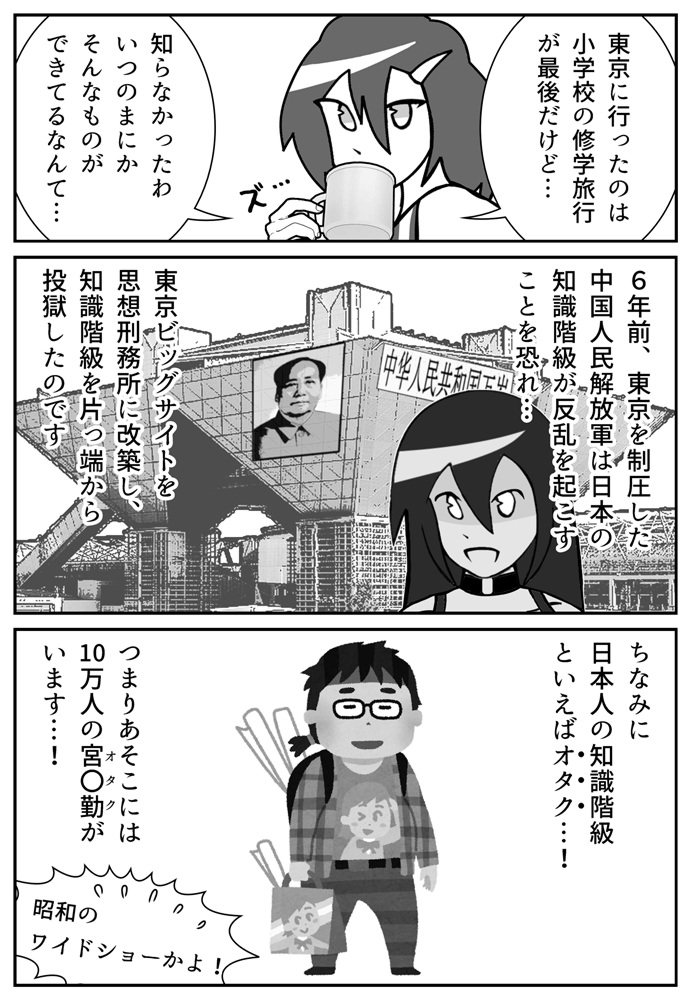 東京に行ったのは
小学校の修学旅行
が最後だけど…
ズ…
知らなかったわ
いつのまにか
そんなものが
できてるなんて…
6年前、東京を制圧した
中国人民解放軍は日本の
知識階級が反乱を起こす
ことを恐れ…
中华人民共和国万岁
東京ビッグサイトを
思想刑務所に改築し、
知識階級を片っ端から
投獄したのです
ちなみに
日本人の知識階級
といえばオタク…！
つまりあそこには
10万人の宮〇勤が
オタク
います…！
昭和の
ワイドショーかよ！